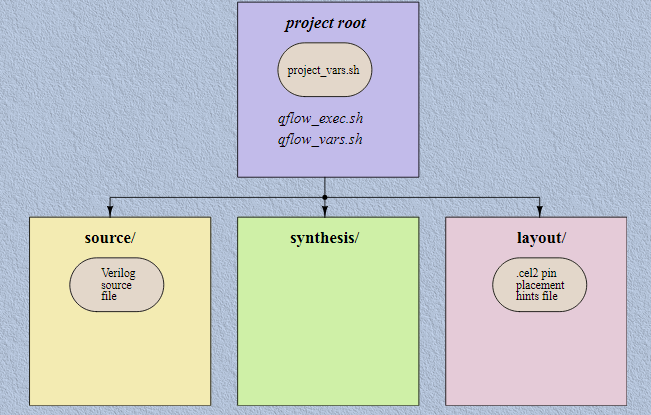 project root
project_vars.sh
qflow_exec.sh
qflow_vars.sh
source/
Verilog
source
file
synthesis/
layout/
.cel2 pin
placement
hints file